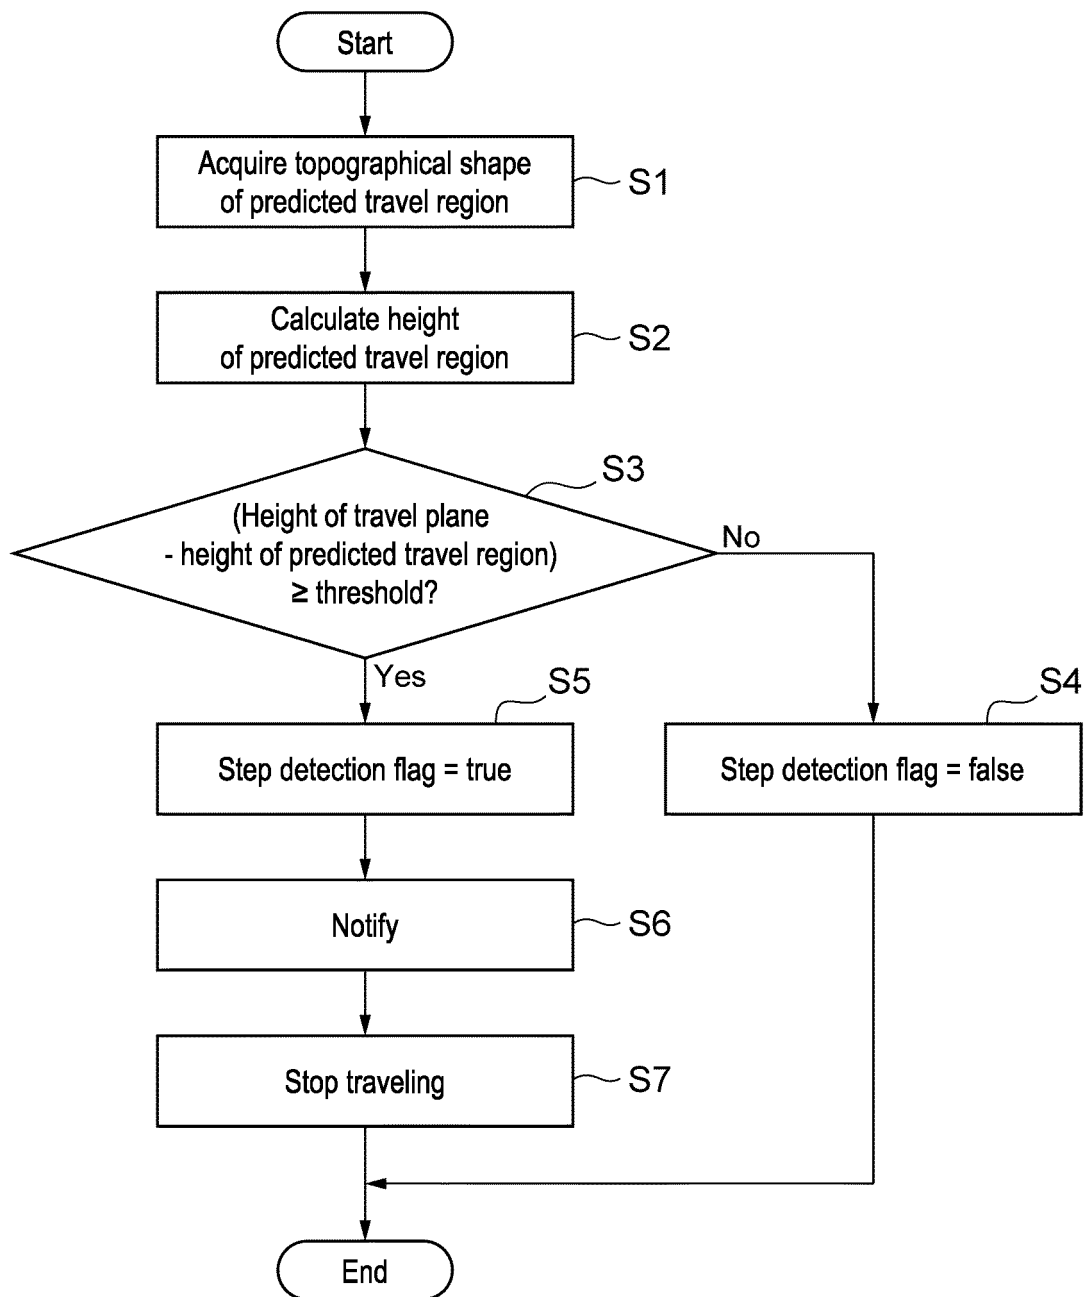 Start
Acquire topographical shape
of predicted travel region
S1
Calculate height
of predicted travel region
S2
S3
(Height of travel plane
- height of predicted travel region)
≥ threshold?
No
Yes
S5
S4
Step detection flag = true
Step detection flag = false
Notify
S6
Stop traveling
S7
End